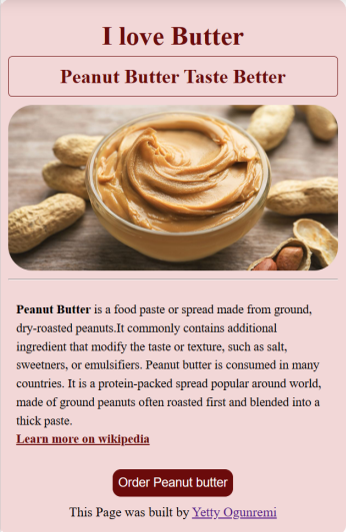 I love Butter
Peanut Butter Taste Better
Peanut Butter is a food paste or spread made from ground,
dry-roasted peanuts.It commonly contains additional
ingredient that modify the taste or texture, such as salt,
sweetners, or emulsifiers. Peanut butter is consumed in many
countries. It is a protein-packed spread popular around world,
made of ground peanuts often roasted first and blended into a
thick paste.
Learn more on wikipedia
Order Peanut butter
This Page was built by Yetty Ogunremi